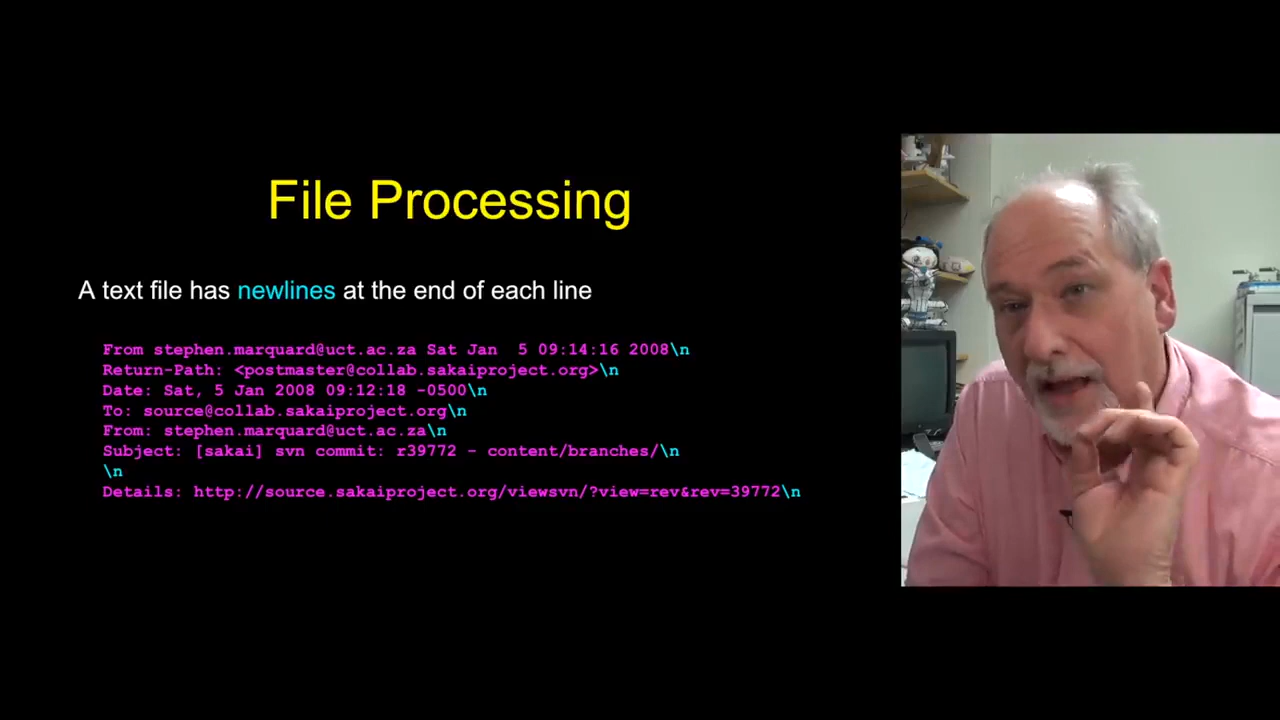 File Processing
A text file has newlines at the end of each line
From stephen.marquard@uct.ac.za Sat Jan  5 09:14:16 2008\n
Return-Path: <postmaster@collab.sakaiproject.org>\n
Date: Sat, 5 Jan 2008 09:12:18 -0500\n
To: source@collab.sakaiproject.org\n
From: stephen.marquard@uct.ac.za\n
Subject: [sakai] svn commit: r39772 - content/branches/\n
\n
Details: http://source.sakaiproject.org/viewsvn/?view=rev&rev=39772\n